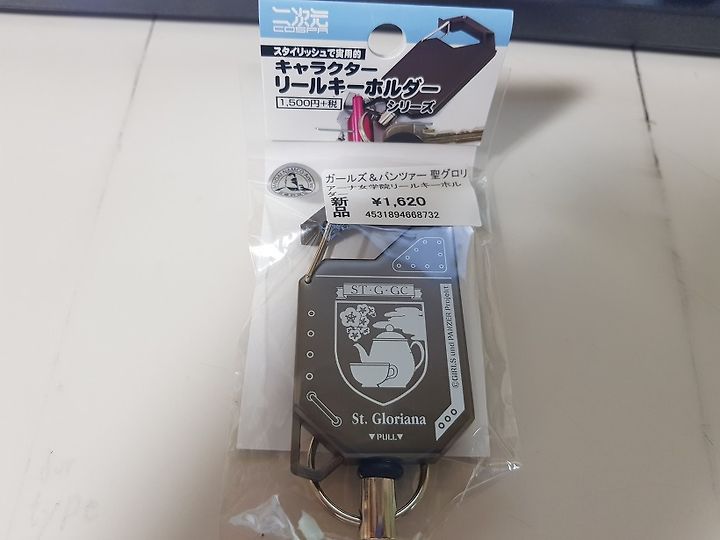 二次元
COSPA
スタイリッシュで実用的
キャラクター
リールキーホルダー
1,500円+税
シリーズ
ガールズ&パンツァー 聖グロリ
アーナ女学院リールキーホル
ダー
新品 ¥1,620
4531894668732
ST·G·GC
©GIRLS und PANZER Projekt
St. Gloriana
▼PULL▼